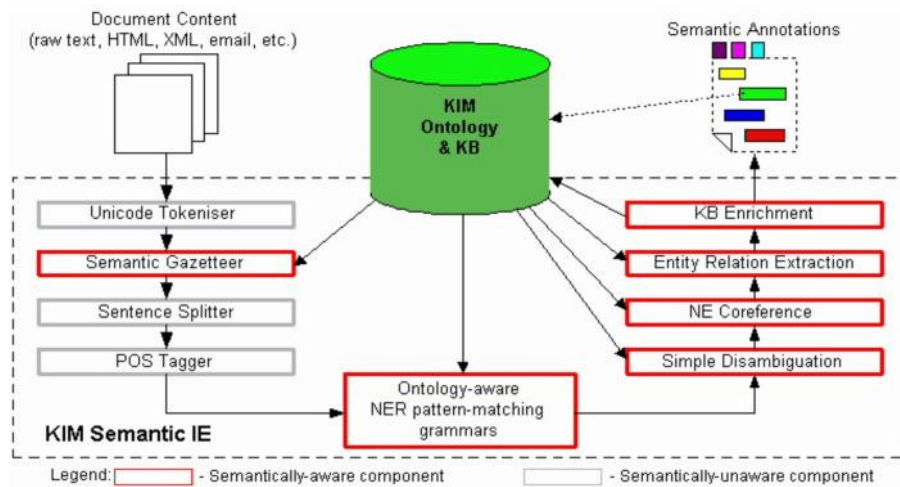 Document Content
(raw text, HTML, XML, email, etc.)
Semantic Annotations
KIM
Ontology
& KB
Unicode Tokeniser
KB Enrichment
Semantic Gazetteer
Entity Relation Extraction
Sentence Splitter
NE Coreference
POS Tagger
Simple Disambiguation
Ontology-aware
NER pattern-matching
grammars
KIM Semantic IE
Legend: - Semantically-aware component - Semantically-unaware component